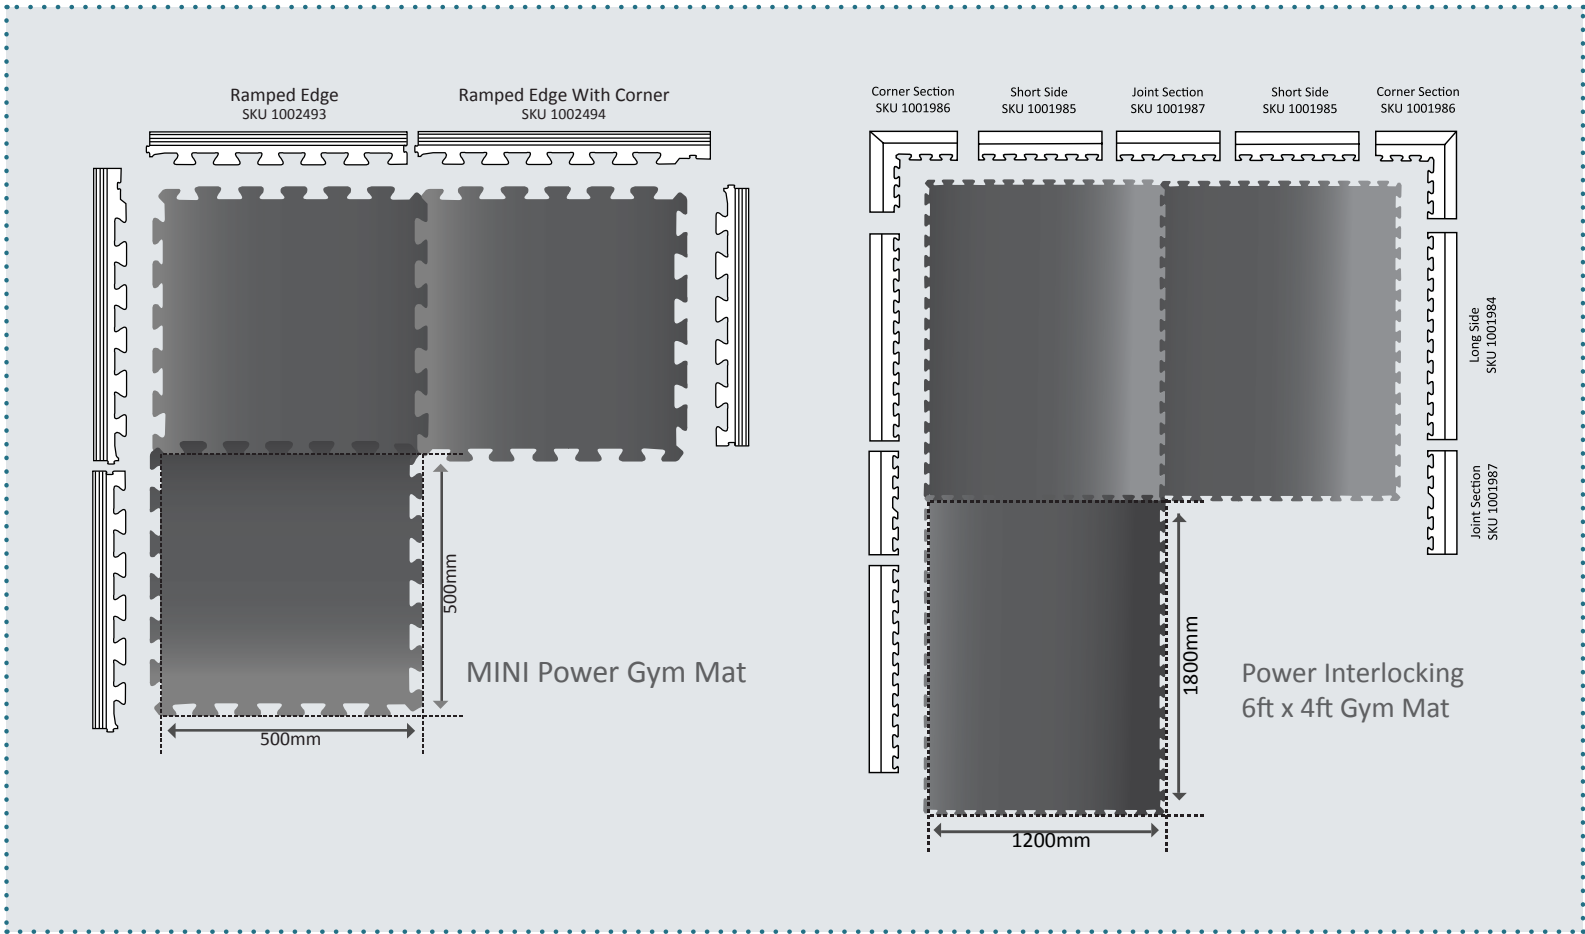 Ramped Edge
SKU 1002493
Ramped Edge With Corner
SKU 1002494
500mm
500mm
MINI Power Gym Mat
Corner Section
SKU 1001986
Short Side
SKU 1001985
Joint Section
SKU 1001987
Short Side
SKU 1001985
Corner Section
SKU 1001986
Long Side
SKU 1001984
Joint Section
SKU 1001987
1800mm
1200mm
Power Interlocking
6ft x 4ft Gym Mat